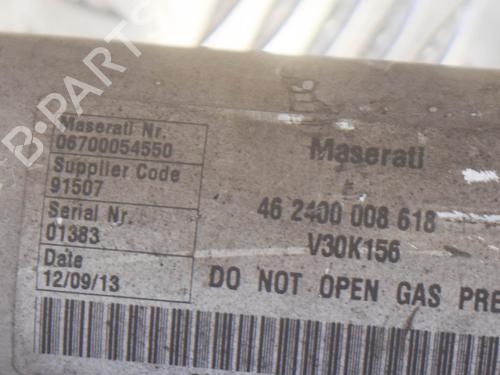 Maserati Nr.
06700054550
Supplier Code
91507
Serial Nr.
01383
Date
12/09/13
Maserati
46 2400 008 618
V30K156
DO NOT OPEN GAS PRE
B-PARTS